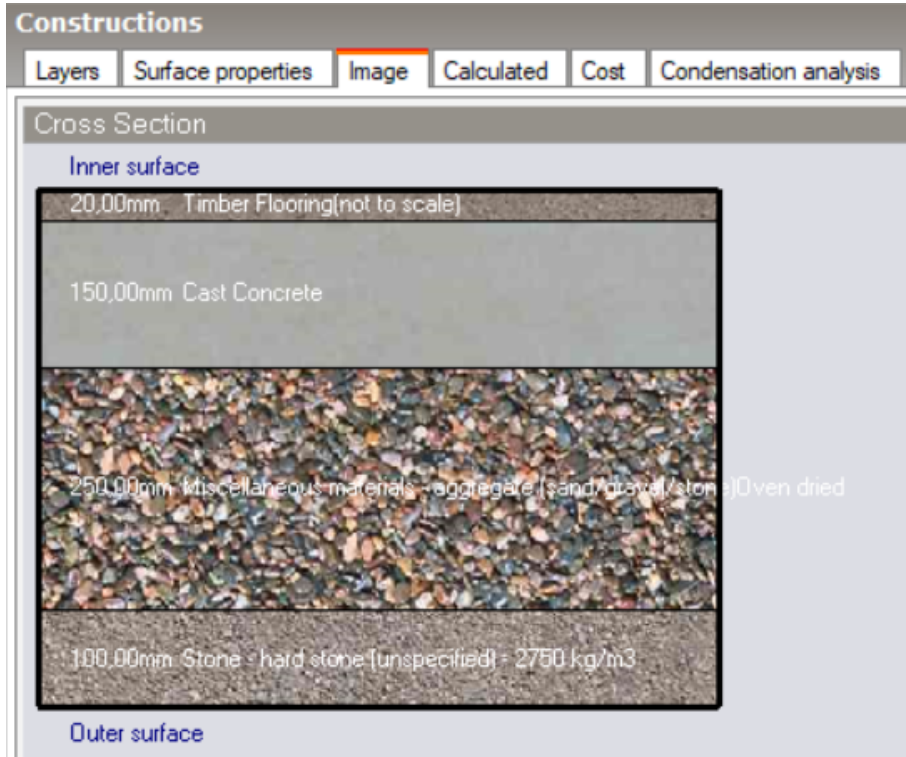 Constructions
Layers Surface properties Image Calculated Cost Condensation analysis
Cross Section
Inner surface
20,00mm Timber Flooring(not to scale)
150,00mm Cast Concrete
250,00mm Miscellaneous materials - aggregate (sand/gravel/stone)Oven dried
100,00mm Stone - hard stone (unspecified) - 2750 kg/m3
Outer surface